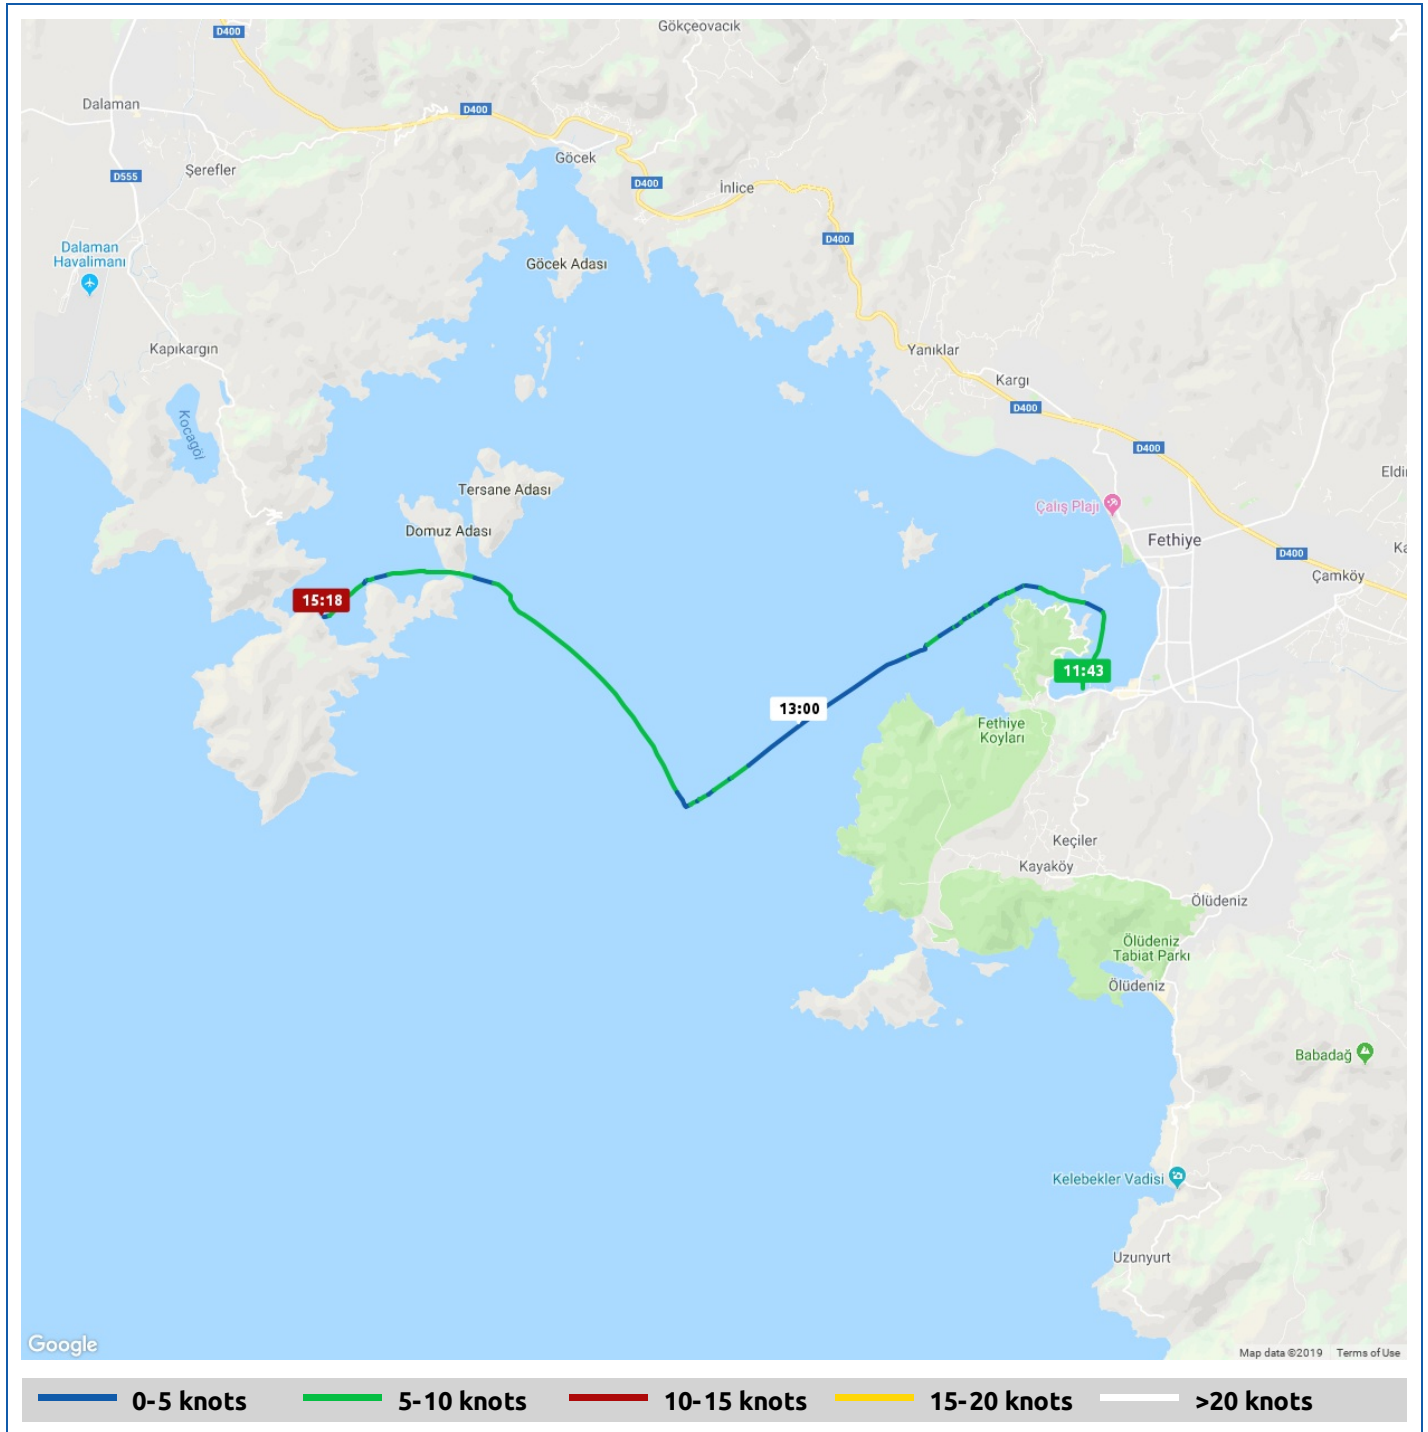 Gökçeovacık
D400
Dalaman
D400
Göcek
Şerefler
D555
D400
İnlice
D400
Dalaman
Havalimanı
Göcek Adası
Kapıkargın
Yanıklar
Kargı
D400
Kocagöl
D400
Eldi
Tersane Adası
Çalış Plajı
Domuz Adası
Fethiye
Ka
D400
Çamköy
15:18
11:43
13:00
Fethiye
Koyları
Keçiler
Kayaköy
Ölüdeniz
Ölüdeniz
Tabiat Parkı
Ölüdeniz
Babadağ
Kelebekler Vadisi
Uzunyurt
Google
Map data ©2019 Terms of Use
0-5 knots 5-10 knots 10-15 knots 15-20 knots >20 knots